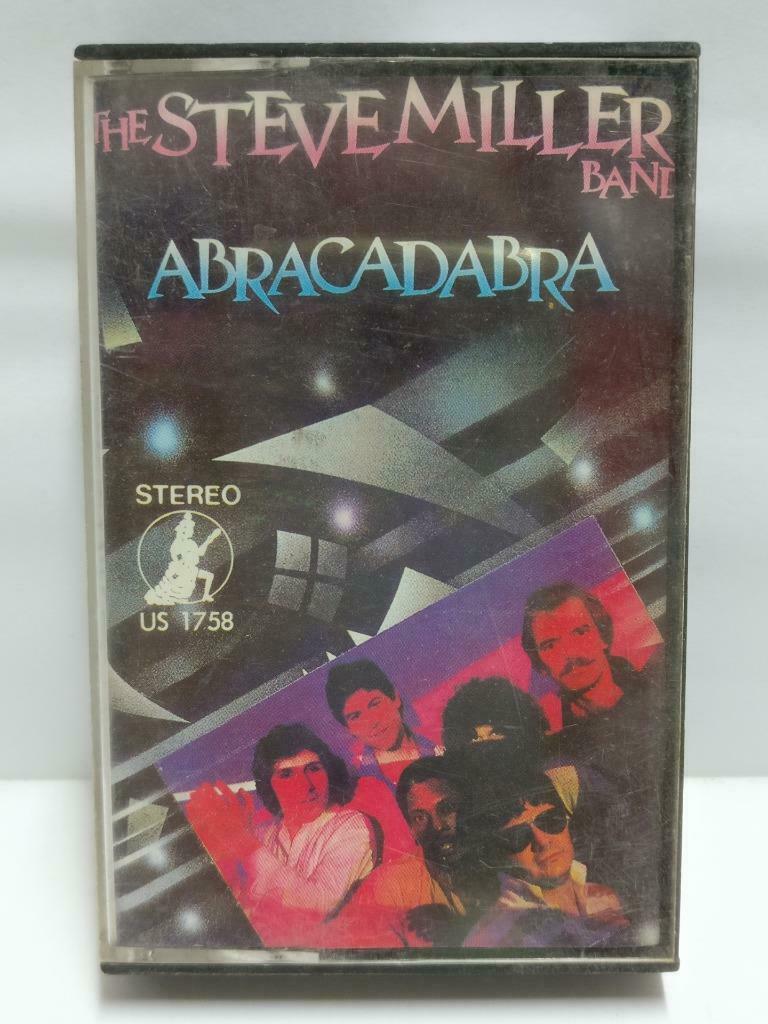 THE STEVE MILLER
BAND
ABRACADABRA
STEREO
US 1758